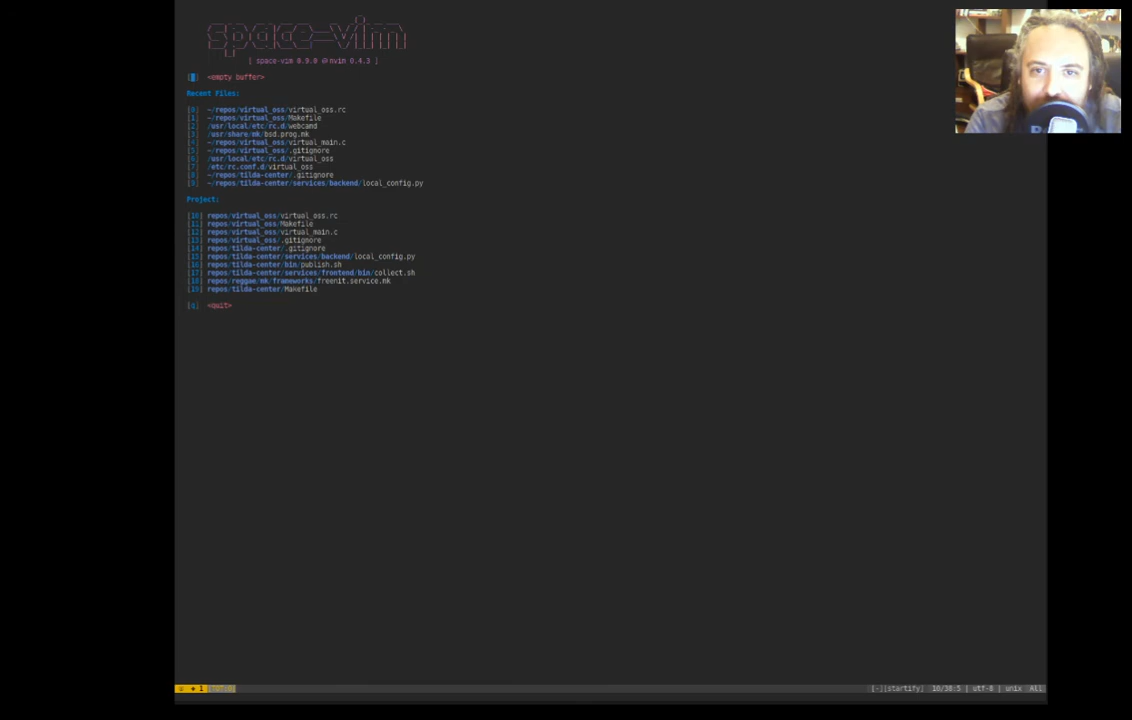 space-vim
[ space-vim 0.9.0 @ nvim 0.4.3 ]
<empty buffer>
Recent Files:
[0] ~/repos/virtual_oss/virtual_oss.rc
[1] ~/repos/virtual_oss/Makefile
[2] /usr/local/etc/rc.d/webcamd
[3] /usr/share/mk/bsd.prog.mk
[4] ~/repos/virtual_oss/virtual_main.c
[5] ~/repos/virtual_oss/.gitignore
[6] /usr/local/etc/rc.d/virtual_oss
[7] /etc/rc.conf.d/virtual_oss
[8] ~/repos/tilda-center/.gitignore
[9] ~/repos/tilda-center/services/backend/local_config.py
Project:
[10] repos/virtual_oss/virtual_oss.rc
[11] repos/virtual_oss/Makefile
[12] repos/virtual_oss/virtual_main.c
[13] repos/virtual_oss/.gitignore
[14] repos/tilda-center/.gitignore
[15] repos/tilda-center/services/backend/local_config.py
[16] repos/tilda-center/bin/publish.sh
[17] repos/tilda-center/services/frontend/bin/collect.sh
[18] repos/reggae/mk/frameworks/freenit.service.mk
[19] repos/tilda-center/Makefile
[q] <quit>
1
[-][startify] 10/38:5 | utf-8 | unix All